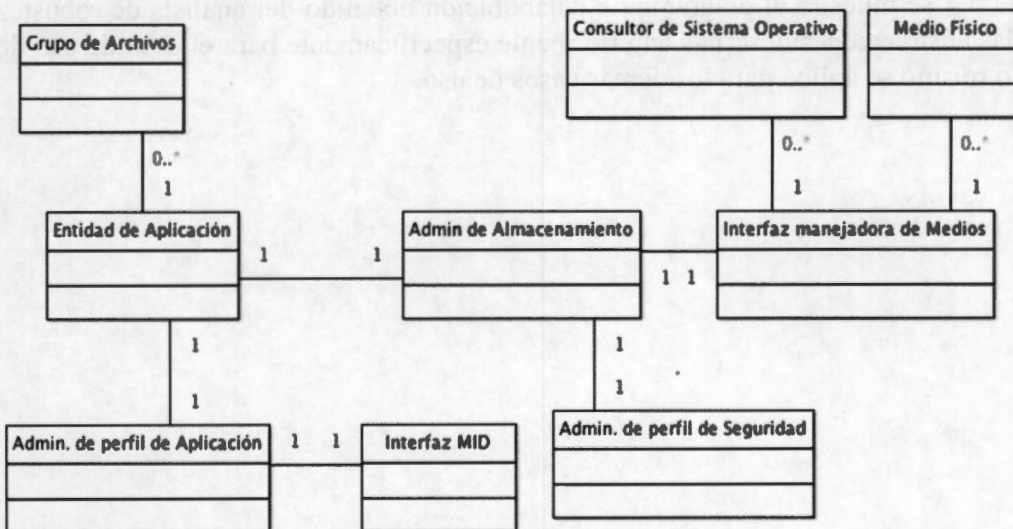 Grupo de Archivos
Consultor de Sistema Operativo
Medio Físico
0..*
1
0..*
1
0..*
1
Entidad de Aplicación
Admin de Almacenamiento
Interfaz manejadora de Medios
1 1
1 1
1
1
1
1
Admin. de perfil de Aplicación
Interfaz MID
Admin. de perfil de Seguridad
1 1